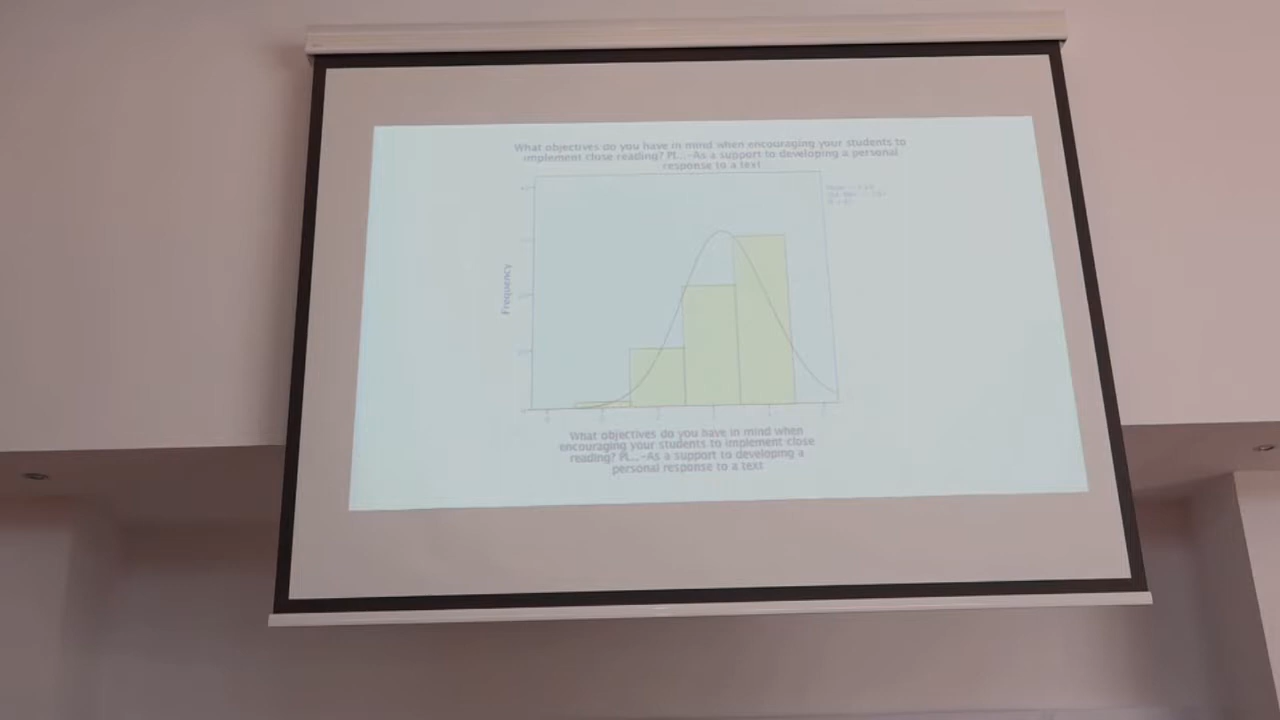 What objectives do you have in mind when encouraging your students to
implement close reading? PL...-As a support to developing a personal
response to a text
Frequency
What objectives do you have in mind when
encouraging your students to implement close
reading? PL...-As a support to developing a
personal response to a text